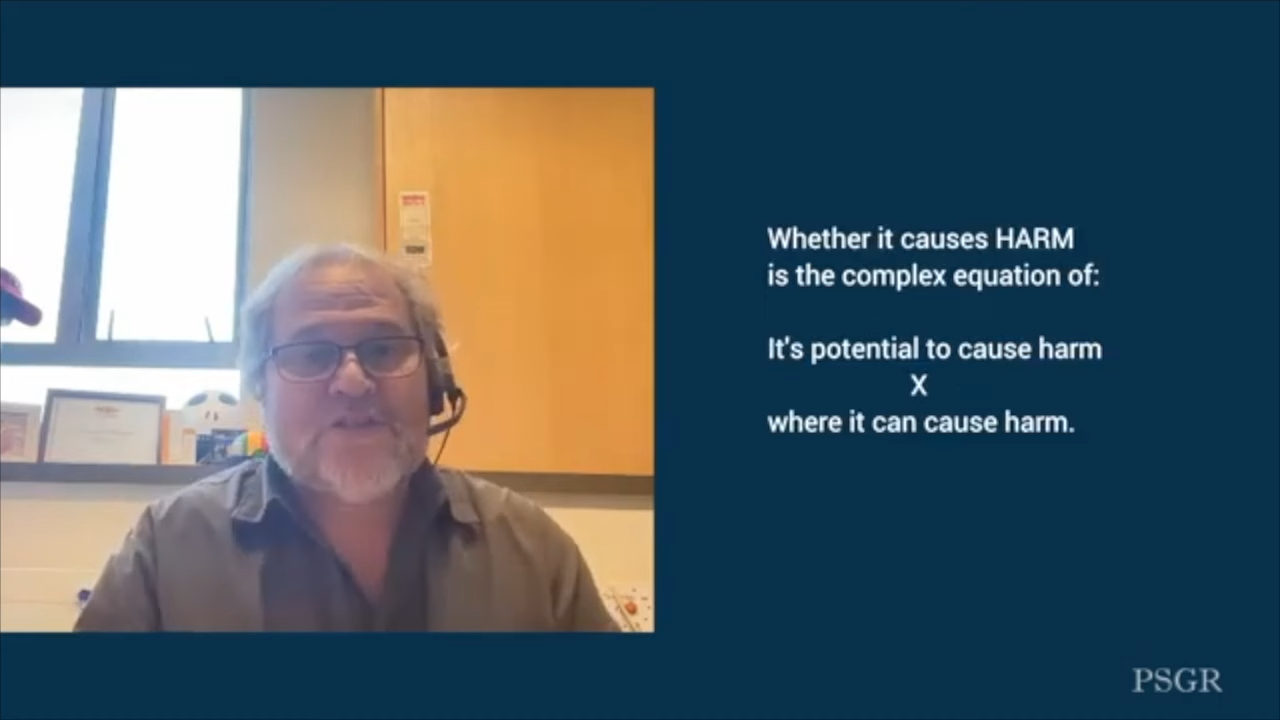 Whether it causes HARM
is the complex equation of:
It's potential to cause harm
X
where it can cause harm.
PSGR